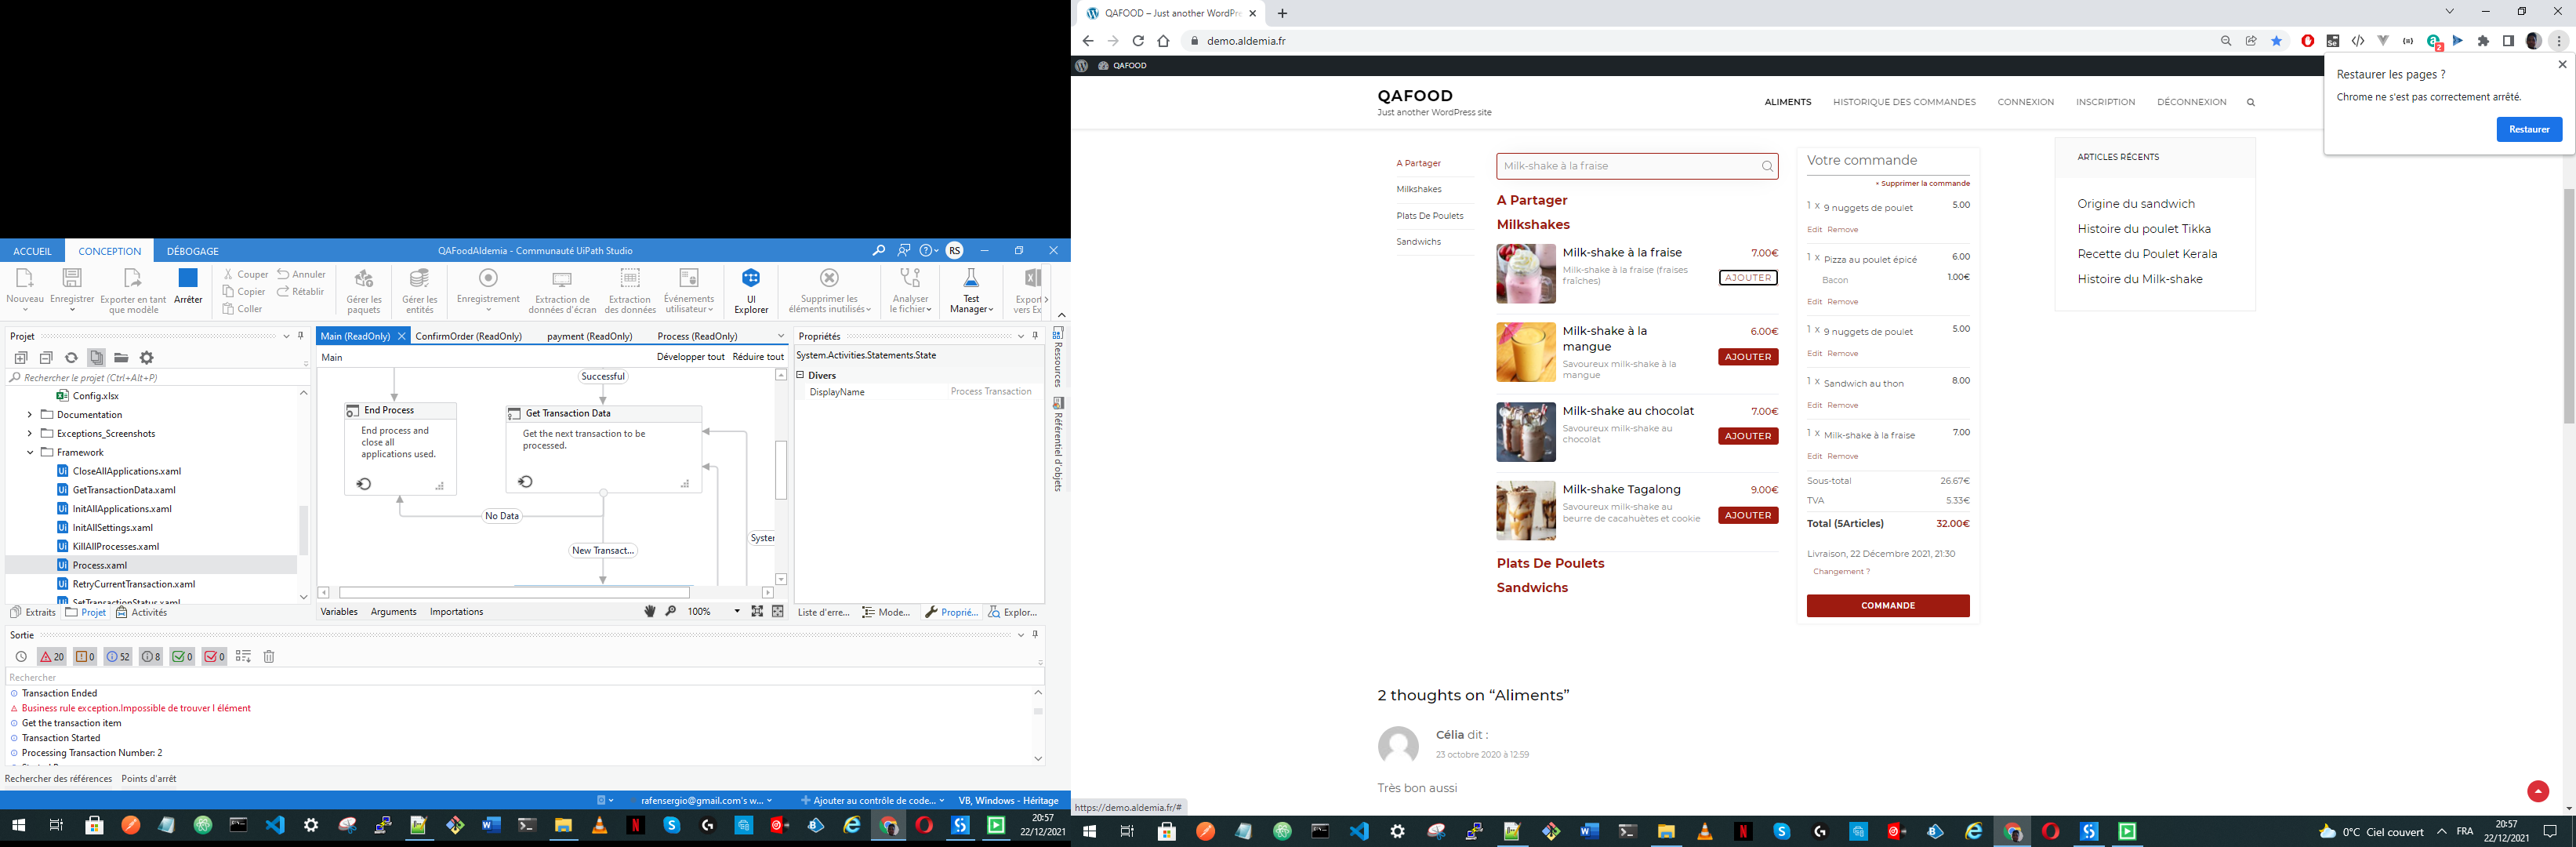 ACCUEIL
CONCEPTION
DÉBOGAGE
QAFoodAldemia - Communauté UiPath Studio
RS
Nouveau
Enregistrer
Exporter en tant que modèle
Arrêter
Couper
Copier
Coller
Annuler
Rétablir
Gérer les paquets
Gérer les entités
Enregistrement
Extraction de données d'écran
Extraction des données
Événements utilisateur
UI Explorer
Supprimer les éléments inutilisés
Analyser le fichier
Test Manager
Export vers Ex
Projet
Rechercher le projet (Ctrl+Alt+P)
Config.xlsx
Documentation
Exceptions_Screenshots
Framework
CloseAllApplications.xaml
GetTransactionData.xaml
InitAllApplications.xaml
InitAllSettings.xaml
KillAllProcesses.xaml
Process.xaml
RetryCurrentTransaction.xaml
SetTransactionStatus.xaml
Extraits
Projet
Activités
Main (ReadOnly)
ConfirmOrder (ReadOnly)
payment (ReadOnly)
Process (ReadOnly)
Main
Développer tout
Réduire tout
Successful
End Process
End process and close all applications used.
Get Transaction Data
Get the next transaction to be processed.
No Data
New Transact...
System
Variables
Arguments
Importations
100%
Propriétés
System.Activities.Statements.State
Divers
DisplayName
Process Transaction
Liste d'erre...
Mode...
Proprié...
Explor...
Ressources
Référentiel d'objets
Sortie
20
0
52
8
0
0
Rechercher
Transaction Ended
Business rule exception.Impossible de trouver l élément
Get the transaction item
Transaction Started
Processing Transaction Number: 2
Rechercher des références
Points d'arrêt
rafensergio@gmail.com's w...
Ajouter au contrôle de code...
VB, Windows - Héritage
20:57
22/12/2021
QAFOOD – Just another WordPre
demo.aldemia.fr
2
QAFOOD
Restaurer les pages ?
Chrome ne s'est pas correctement arrêté.
Restaurer
QAFOOD
Just another WordPress site
ALIMENTS
HISTORIQUE DES COMMANDES
CONNEXION
INSCRIPTION
DÉCONNEXION
A Partager
Milkshakes
Plats De Poulets
Sandwichs
Milk-shake à la fraise
A Partager
Milkshakes
Milk-shake à la fraise
7.00€
Milk-shake à la fraise (fraises fraîches)
AJOUTER
Milk-shake à la mangue
6.00€
Savoureux milk-shake à la mangue
AJOUTER
Milk-shake au chocolat
7.00€
Savoureux milk-shake au chocolat
AJOUTER
Milk-shake Tagalong
9.00€
Savoureux milk-shake au beurre de cacahuètes et cookie
AJOUTER
Plats De Poulets
Sandwichs
Votre commande
× Supprimer la commande
1 x 9 nuggets de poulet 5.00
Edit Remove
1 x Pizza au poulet épicé 6.00
Bacon 1.00€
Edit Remove
1 x 9 nuggets de poulet 5.00
Edit Remove
1 x Sandwich au thon 8.00
Edit Remove
1 x Milk-shake à la fraise 7.00
Edit Remove
Sous-total 26.67€
TVA 5.33€
Total (5Articles) 32.00€
Livraison, 22 Décembre 2021, 21:30
Changement ?
COMMANDE
ARTICLES RÉCENTS
Origine du sandwich
Histoire du poulet Tikka
Recette du Poulet Kerala
Histoire du Milk-shake
2 thoughts on “Aliments”
Célia dit :
23 octobre 2020 à 12:59
Très bon aussi
https://demo.aldemia.fr/#
0°C Ciel couvert
FRA
20:57
22/12/2021